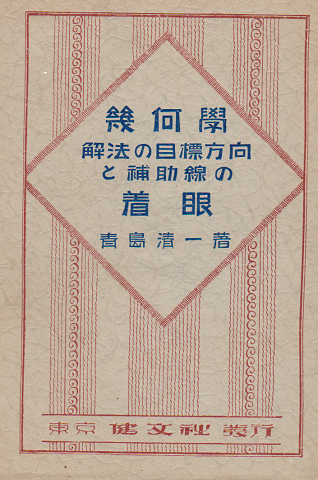 幾何學
解法の目標方向
と補助線の
着眼
青島清一著
東京 健文社 發行